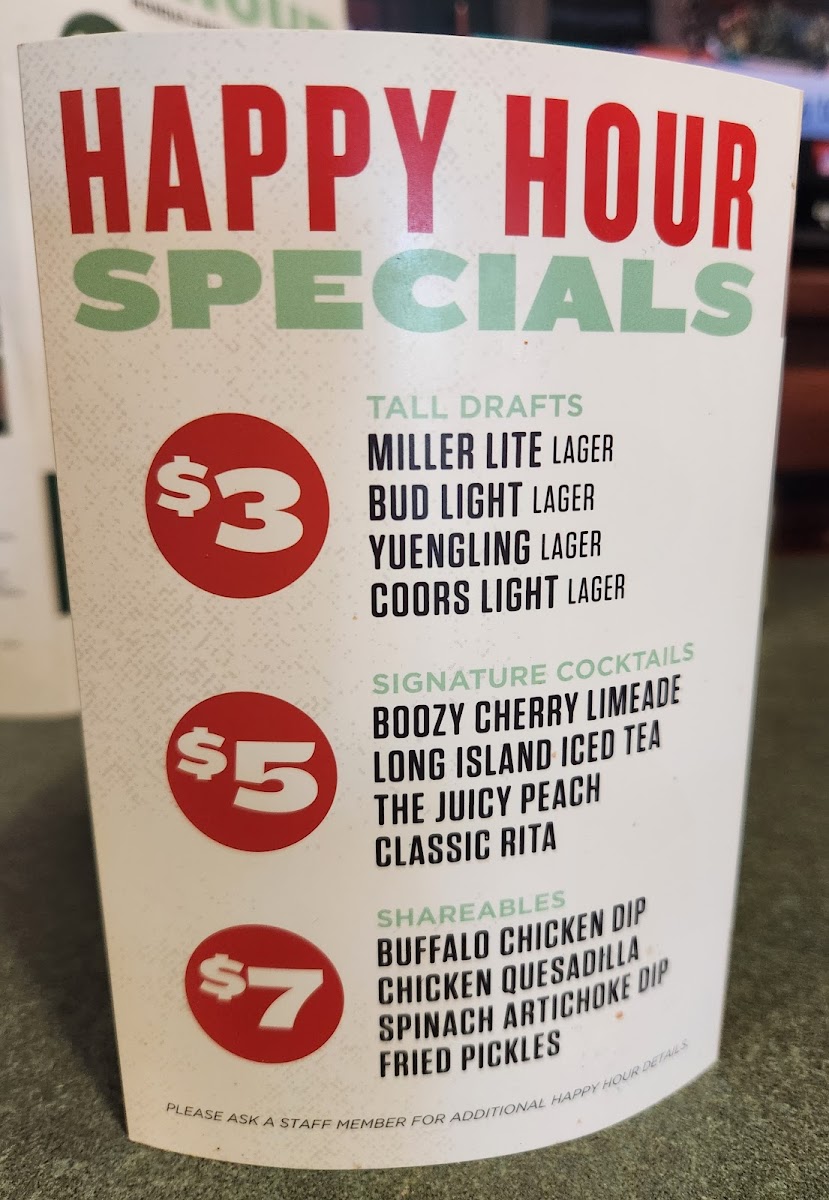 HAPPY HOUR
SPECIALS
$3
TALL DRAFTS
MILLER LITE LAGER
BUD LIGHT LAGER
YUENGLING LAGER
COORS LIGHT LAGER
$5
SIGNATURE COCKTAILS
BOOZY CHERRY LIMEADE
LONG ISLAND ICED TEA
THE JUICY PEACH
CLASSIC RITA
$7
SHAREABLES
BUFFALO CHICKEN DIP
CHICKEN QUESADILLA
SPINACH ARTICHOKE DIP
FRIED PICKLES
PLEASE ASK A STAFF MEMBER FOR ADDITIONAL HAPPY HOUR DETAILS.